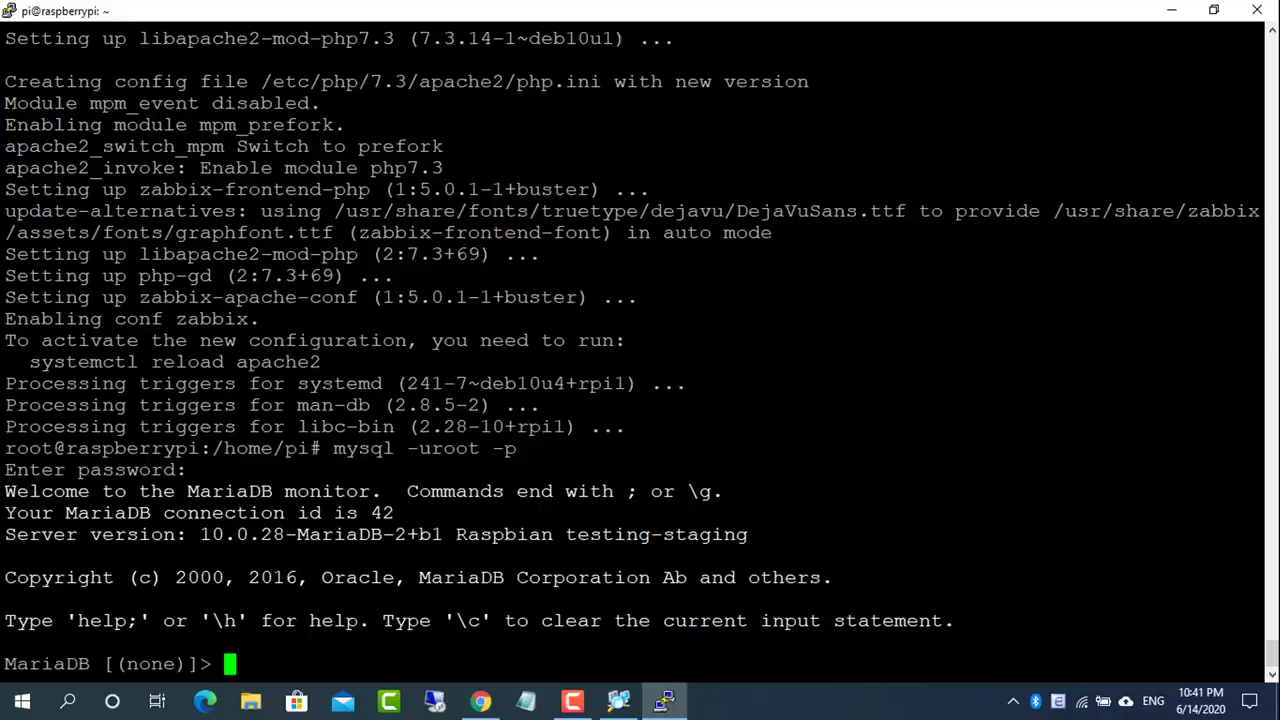 pi@raspberrypi: ~
Setting up libapache2-mod-php7.3 (7.3.14-1~deb10u1) ...
Creating config file /etc/php/7.3/apache2/php.ini with new version
Module mpm_event disabled.
Enabling module mpm_prefork.
apache2_switch_mpm Switch to prefork
apache2_invoke: Enable module php7.3
Setting up zabbix-frontend-php (1:5.0.1-1+buster) ...
update-alternatives: using /usr/share/fonts/truetype/dejavu/DejaVuSans.ttf to provide /usr/share/zabbix
/assets/fonts/graphfont.ttf (zabbix-frontend-font) in auto mode
Setting up libapache2-mod-php (2:7.3+69) ...
Setting up php-gd (2:7.3+69) ...
Setting up zabbix-apache-conf (1:5.0.1-1+buster) ...
Enabling conf zabbix.
To activate the new configuration, you need to run:
  systemctl reload apache2
Processing triggers for systemd (241-7~deb10u4+rpi1) ...
Processing triggers for man-db (2.8.5-2) ...
Processing triggers for libc-bin (2.28-10+rpi1) ...
root@raspberrypi:/home/pi# mysql -uroot -p
Enter password:
Welcome to the MariaDB monitor.  Commands end with ; or \g.
Your MariaDB connection id is 42
Server version: 10.0.28-MariaDB-2+b1 Raspbian testing-staging
Copyright (c) 2000, 2016, Oracle, MariaDB Corporation Ab and others.
Type 'help;' or '\h' for help. Type '\c' to clear the current input statement.
MariaDB [(none)]>
ENG
10:41 PM
6/14/2020